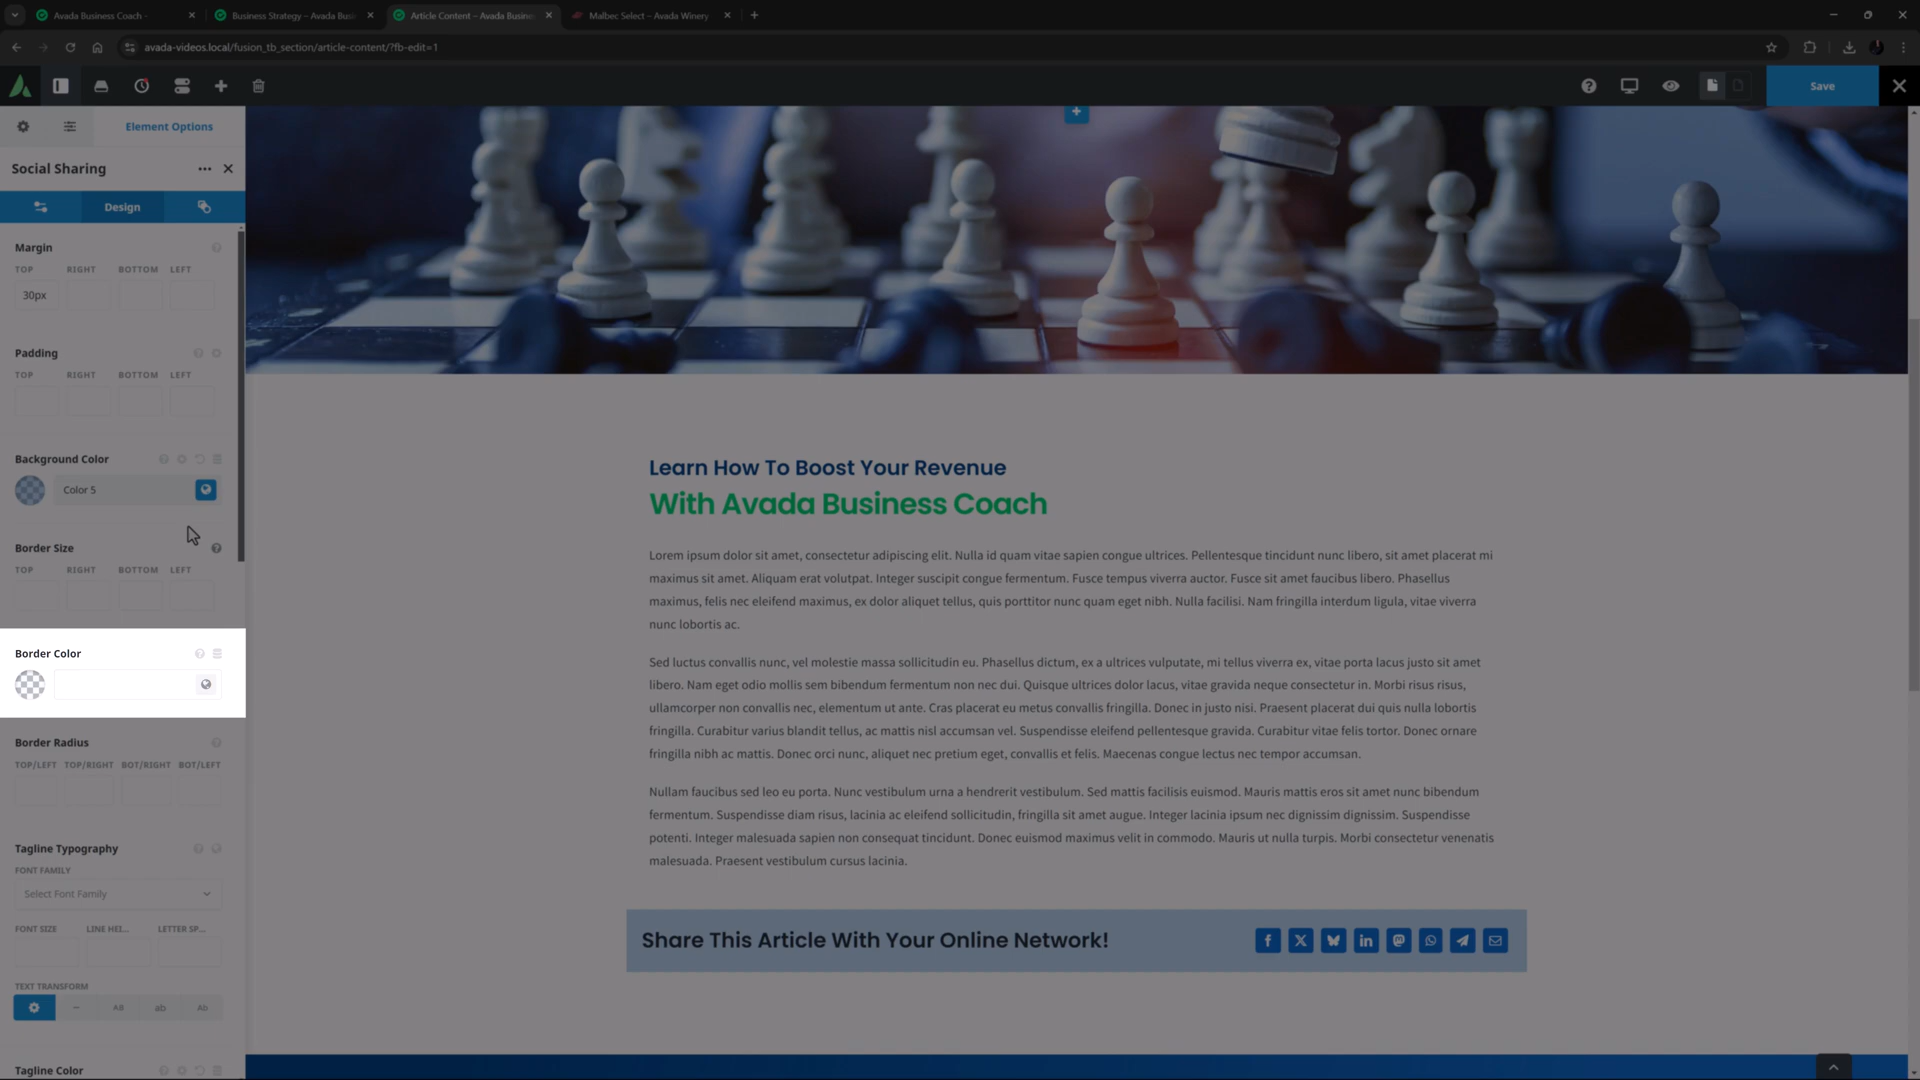 Avada Business Coach -
Business Strategy – Avada Busi
Article Content – Avada Busine
Malbec Select – Avada Winery
avada-videos.local/fusion_tb_section/article-content/?fb-edit=1
Save
Element Options
Social Sharing
Design
Margin
TOP RIGHT BOTTOM LEFT
30px
Padding
TOP RIGHT BOTTOM LEFT
Background Color
Color 5
Border Size
TOP RIGHT BOTTOM LEFT
Border Color
Border Radius
TOP/LEFT TOP/RIGHT BOT/RIGHT BOT/LEFT
Tagline Typography
FONT FAMILY
Select Font Family
FONT SIZE LINE HEI... LETTER SP...
TEXT TRANSFORM
– AB ab Ab
Tagline Color
Learn How To Boost Your Revenue
With Avada Business Coach
Lorem ipsum dolor sit amet, consectetur adipiscing elit. Nulla id quam vitae sapien congue ultrices. Pellentesque tincidunt nunc libero, sit amet placerat mi
maximus sit amet. Aliquam erat volutpat. Integer suscipit congue fermentum. Fusce tempus viverra auctor. Fusce sit amet faucibus libero. Phasellus
maximus, felis nec eleifend maximus, ex dolor aliquet tellus, quis porttitor nunc quam eget nibh. Nulla facilisi. Nam fringilla interdum ligula, vitae viverra
nunc lobortis ac.
Sed luctus convallis nunc, vel molestie massa sollicitudin eu. Phasellus dictum, ex a ultrices vulputate, mi tellus viverra ex, vitae porta lacus justo sit amet
libero. Nam eget odio mollis sem bibendum fermentum non nec dui. Quisque ultrices dolor lacus, vitae gravida neque consectetur in. Morbi risus risus,
ullamcorper non convallis nec, elementum ut ante. Cras placerat eu metus convallis fringilla. Donec in justo nisi. Praesent placerat dui quis nulla lobortis
fringilla. Curabitur varius blandit tellus, ac mattis nisl accumsan vel. Suspendisse eleifend pellentesque gravida. Curabitur vitae felis tortor. Donec ornare
fringilla nibh ac mattis. Donec orci nunc, aliquet nec pretium eget, convallis et felis. Maecenas congue lectus nec tempor accumsan.
Nullam faucibus sed leo eu porta. Nunc vestibulum urna a hendrerit vestibulum. Sed mattis facilisis euismod. Mauris mattis eros sit amet nunc bibendum
fermentum. Suspendisse diam risus, lacinia ac eleifend sollicitudin, fringilla sit amet augue. Integer lacinia ipsum nec dignissim dignissim. Suspendisse
potenti. Integer malesuada sapien non consequat tincidunt. Donec euismod maximus velit in commodo. Mauris ut nulla turpis. Morbi consectetur venenatis
malesuada. Praesent vestibulum cursus lacinia.
Share This Article With Your Online Network!